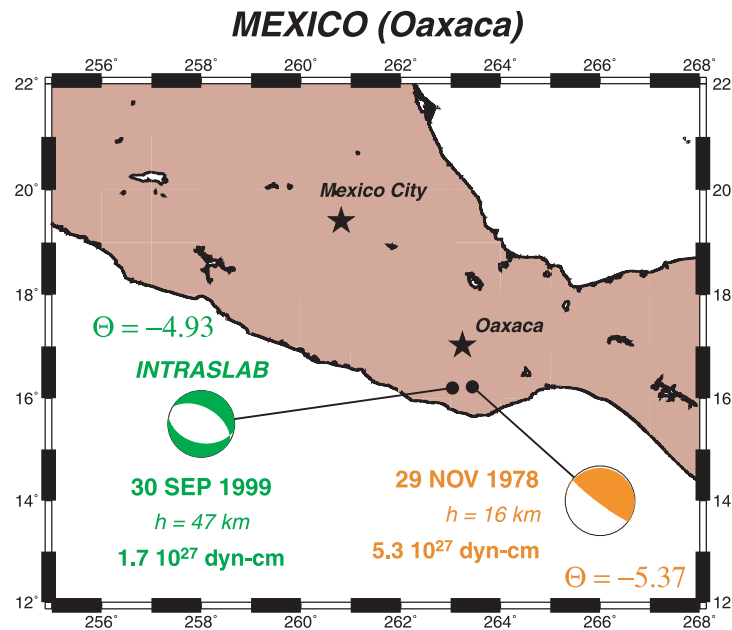 MEXICO (Oaxaca)
256° 258° 260° 262° 264° 266° 268°
22° 22°
20° 20°
Mexico City
18° 18°
Θ = −4.93
Oaxaca
INTRASLAB
16° 16°
30 SEP 1999
29 NOV 1978
h = 47 km
h = 16 km
14° 14°
1.7 10²⁷ dyn-cm
5.3 10²⁷ dyn-cm
Θ = −5.37
12° 12°
256° 258° 260° 262° 264° 266° 268°